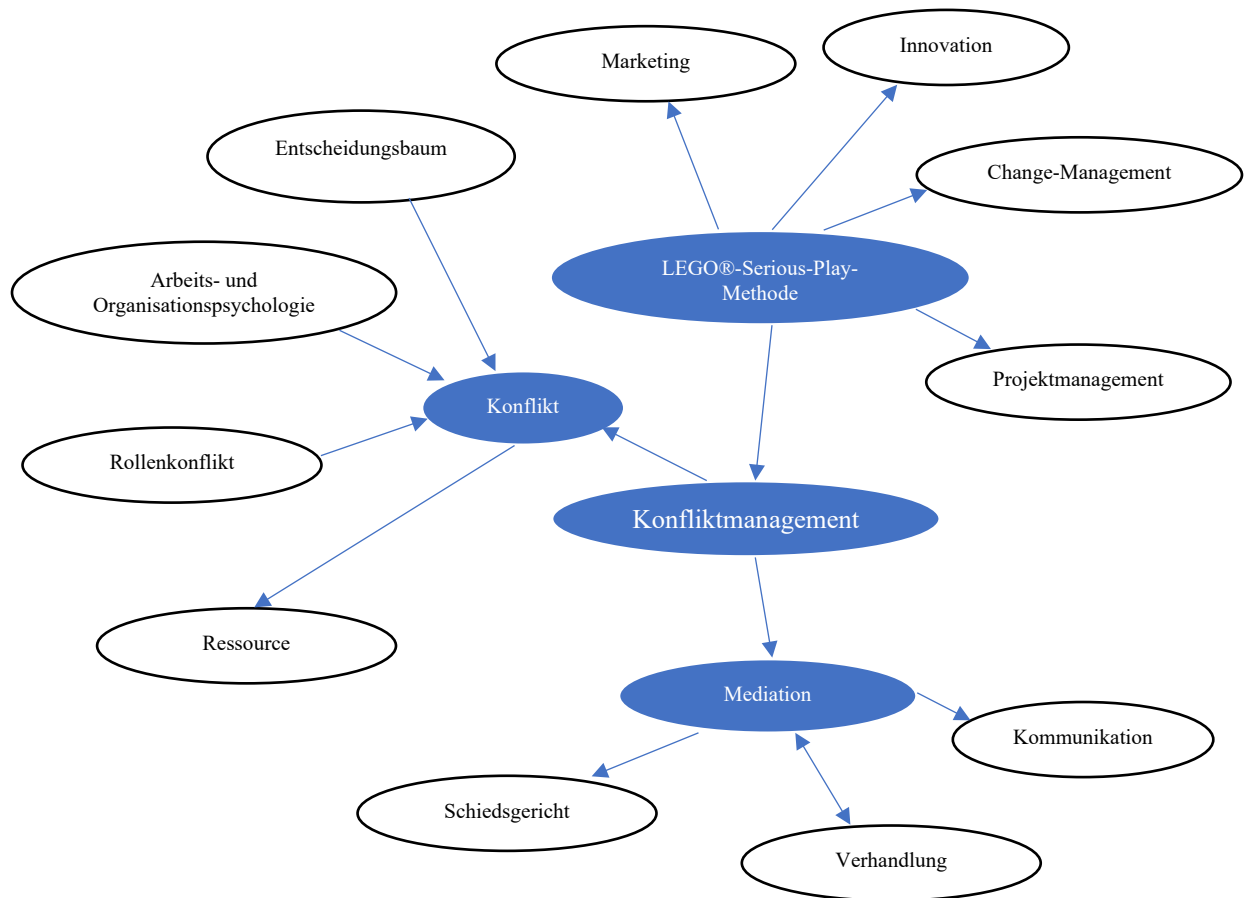 Innovation
Marketing
Entscheidungsbaum
Change-Management
LEGO®-Serious-Play-
Methode
Arbeits- und
Organisationspsychologie
Projektmanagement
Konflikt
Rollenkonflikt
Konfliktmanagement
Ressource
Mediation
Kommunikation
Schiedsgericht
Verhandlung